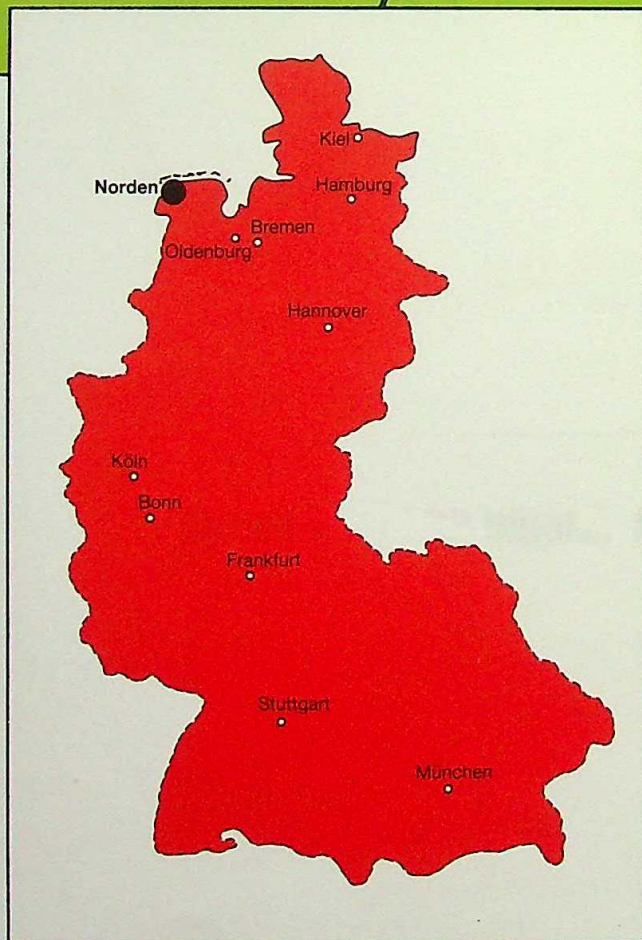 Kiel
Norden
Hamburg
Bremen
Oldenburg
Hannover
Köln
Bonn
Frankfurt
Stuttgart
München